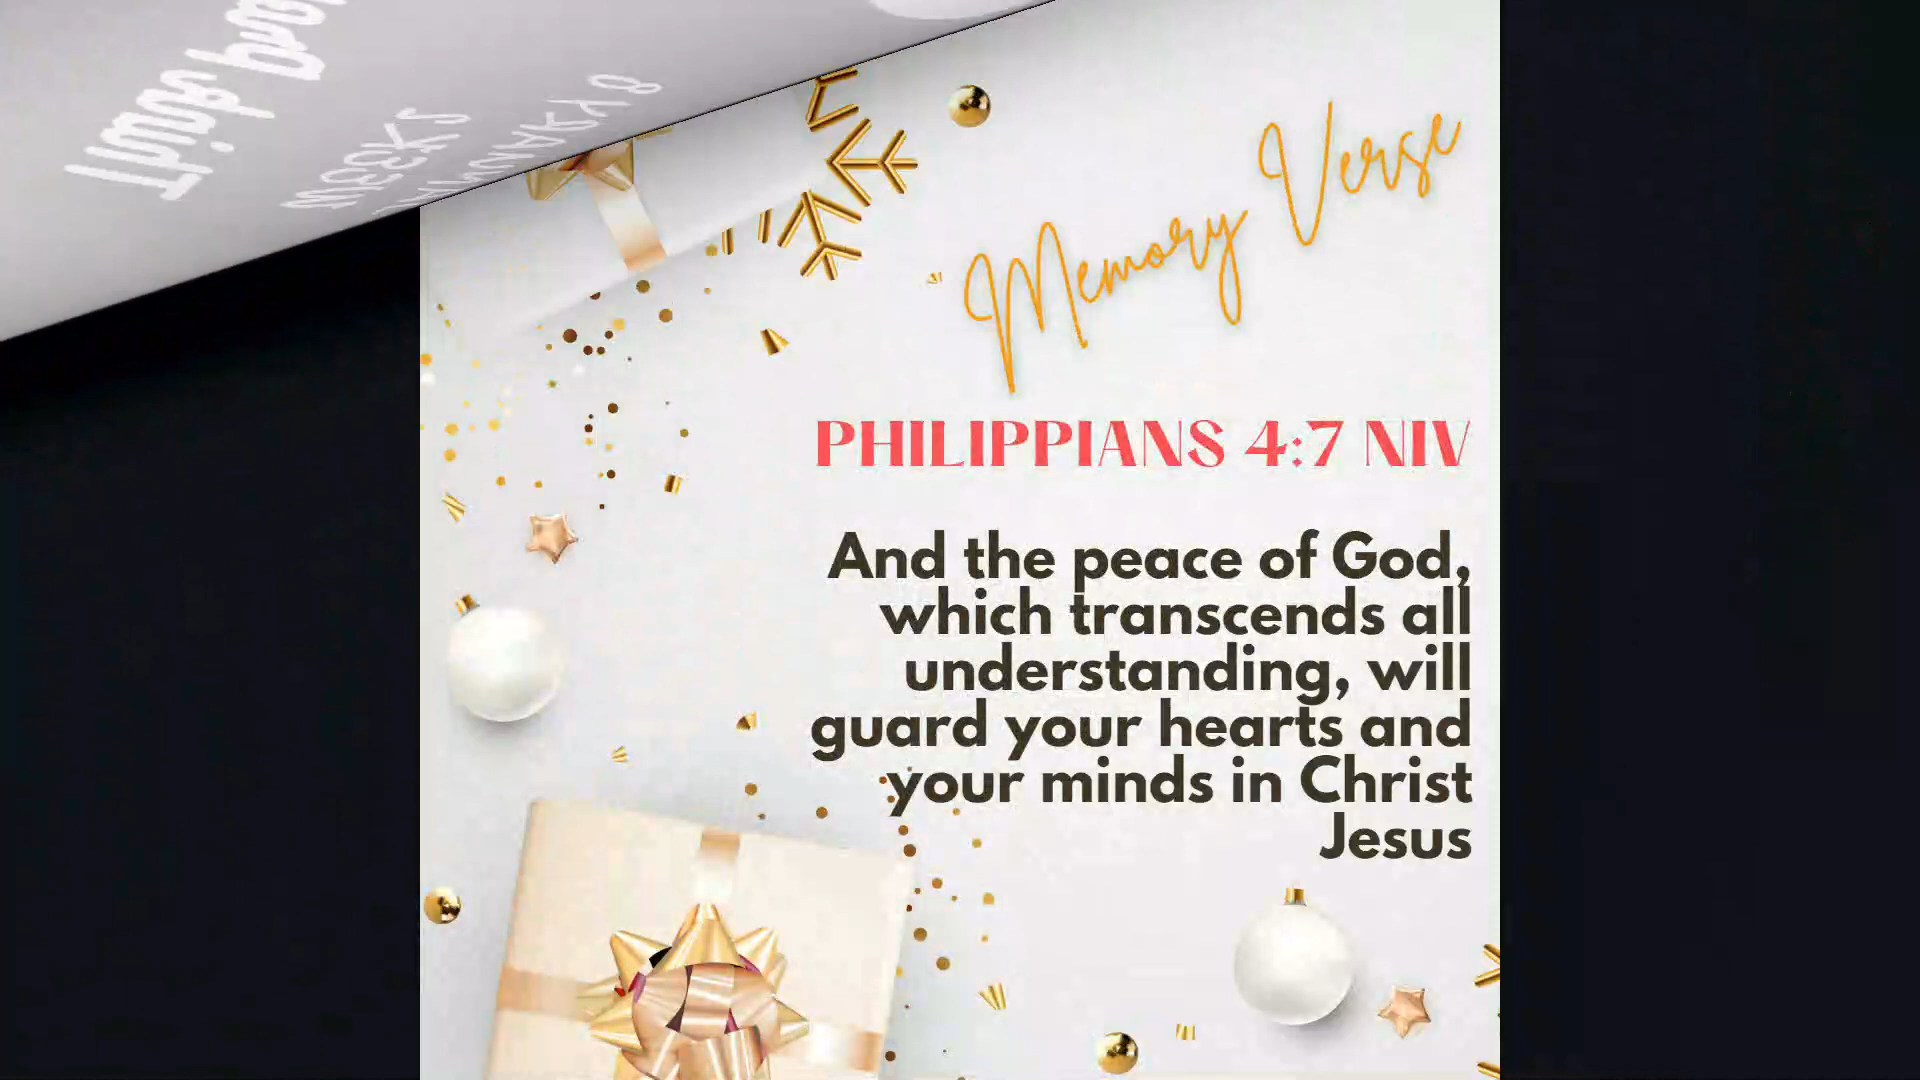 Memory Verse
PHILIPPIANS 4:7 NIV
And the peace of God,
which transcends all
understanding, will
guard your hearts and
your minds in Christ
Jesus
WEEKS